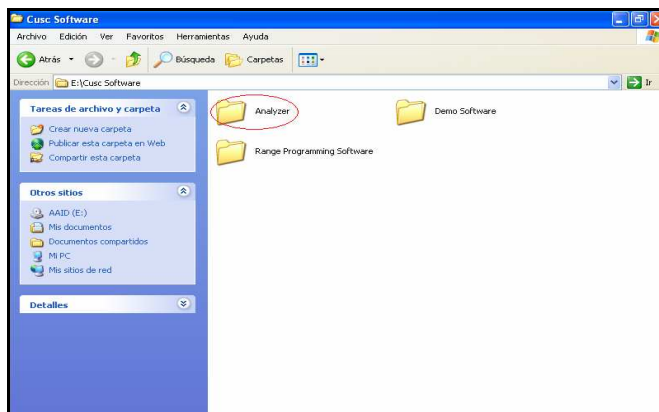 Cusc Software
Archivo Edición Ver Favoritos Herramientas Ayuda
Atrás Búsqueda Carpetas
Dirección E:\Cusc Software Ir
Tareas de archivo y carpeta
Crear nueva carpeta
Publicar esta carpeta en Web
Compartir esta carpeta
Otros sitios
AAID (E:)
Mis documentos
Documentos compartidos
Mi PC
Mis sitios de red
Detalles
Analyzer
Demo Software
Range Programming Software